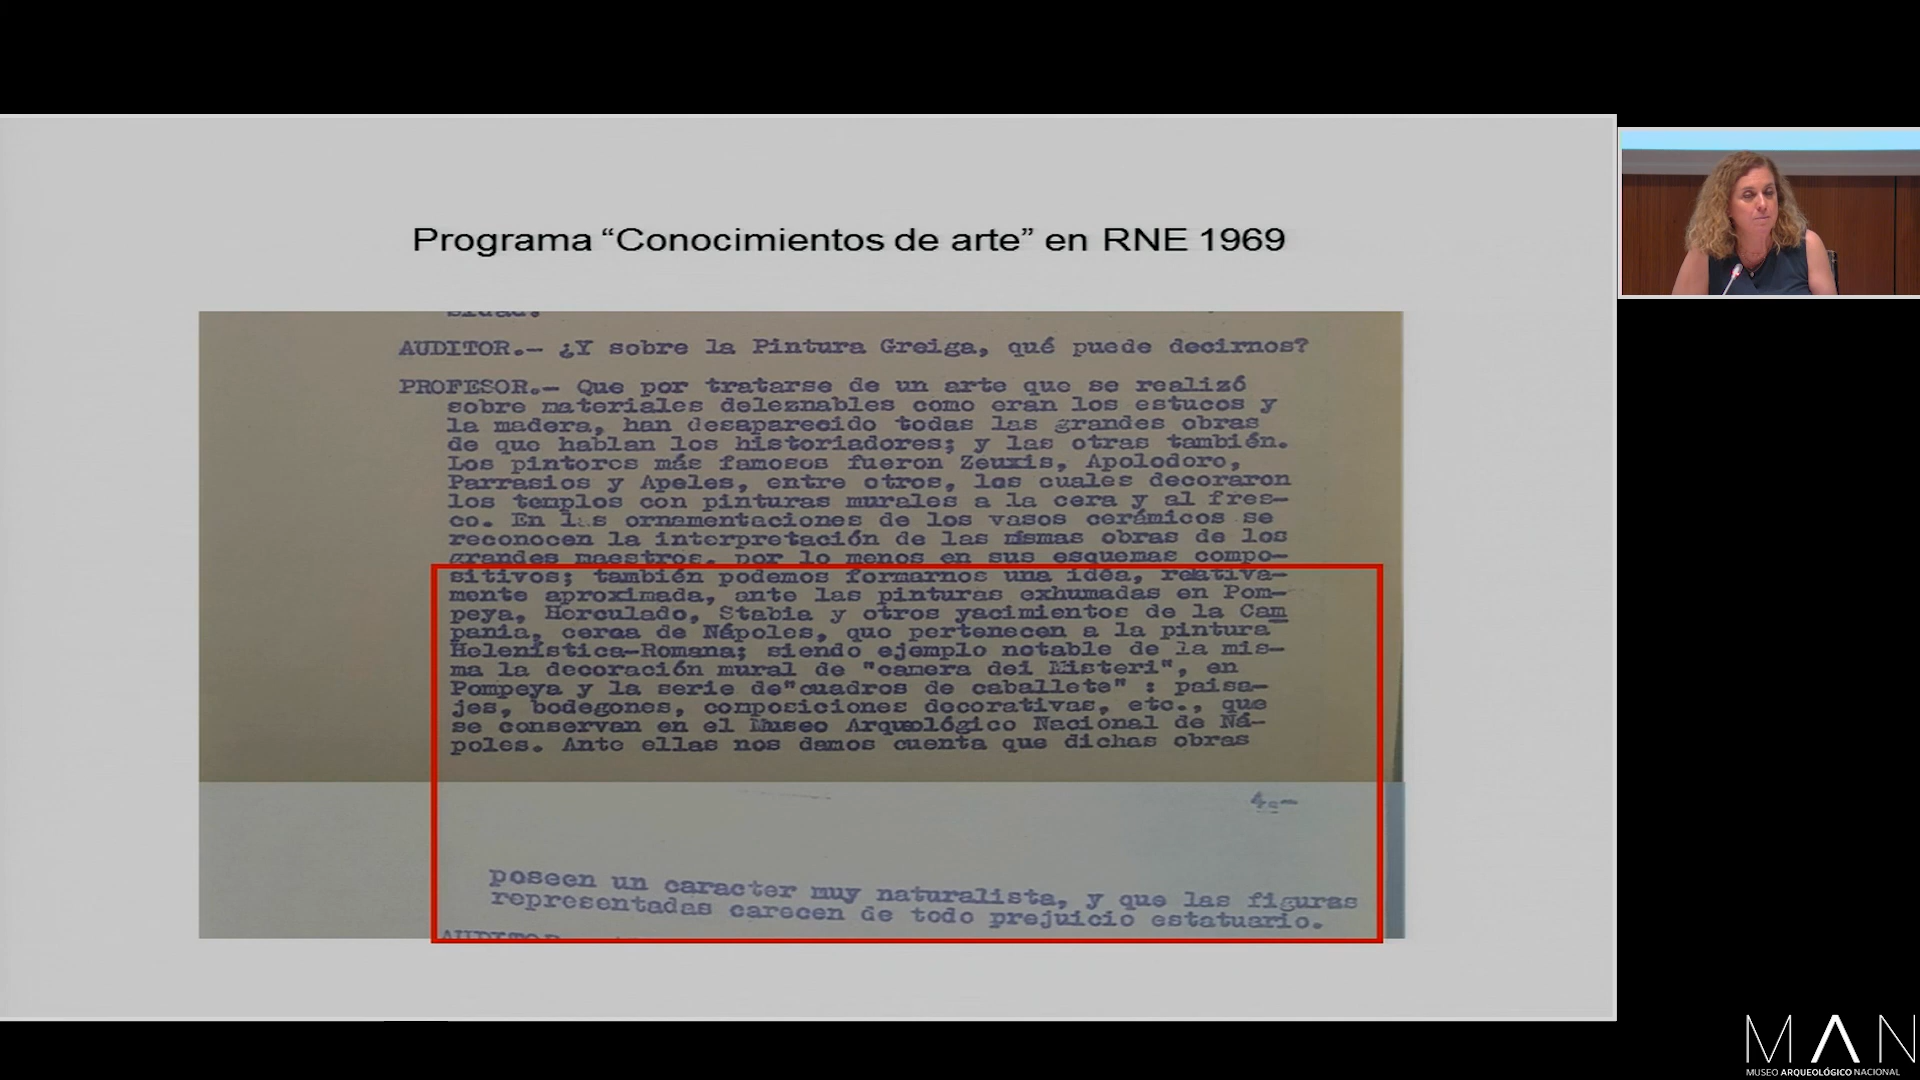 Programa “Conocimientos de arte” en RNE 1969
AUDITOR.— ¿Y sobre la Pintura Greiga, qué puede decirnos?
PROFESOR.— Que por tratarse de un arte que se realizó
sobre materiales deleznables como eran los estucos y
la madera, han desaparecido todas las grandes obras
de que hablan los historiadores; y las otras también.
Los pintores más famosos fueron Zeuxis, Apolodoro,
Parrasios y Apeles, entre otros, los cuales decoraron
los templos con pinturas murales a la cera y al fres-
co. En las ornamentaciones de los vasos cerámicos se
reconocen la interpretación de las mismas obras de los
grandes maestros, por lo menos en sus esquemas compo-
sitivos; también podemos formarnos una idéa, relativa-
mente aproximada, ante las pinturas exhumadas en Pom-
peya, Herculado, Stabia y otros yacimientos de la Cam
pania, cerca de Nápoles, que pertenecen a la pintura
Helenística-Romana; siendo ejemplo notable de la mis-
ma la decoración mural de "camera dei Misteri", en
Pompeya y la serie de"cuadros de caballete" : paisa-
jes, bodegones, composiciones decorativas, etc., que
se conservan en el Museo Arqueológico Nacional de Ná-
poles. Ante ellas nos damos cuenta que dichas obras
4.-
poseen un caracter muy naturalista, y que las figuras
representadas carecen de todo prejuicio estatuario.
MAN
MUSEO ARQUEOLÓGICO NACIONAL